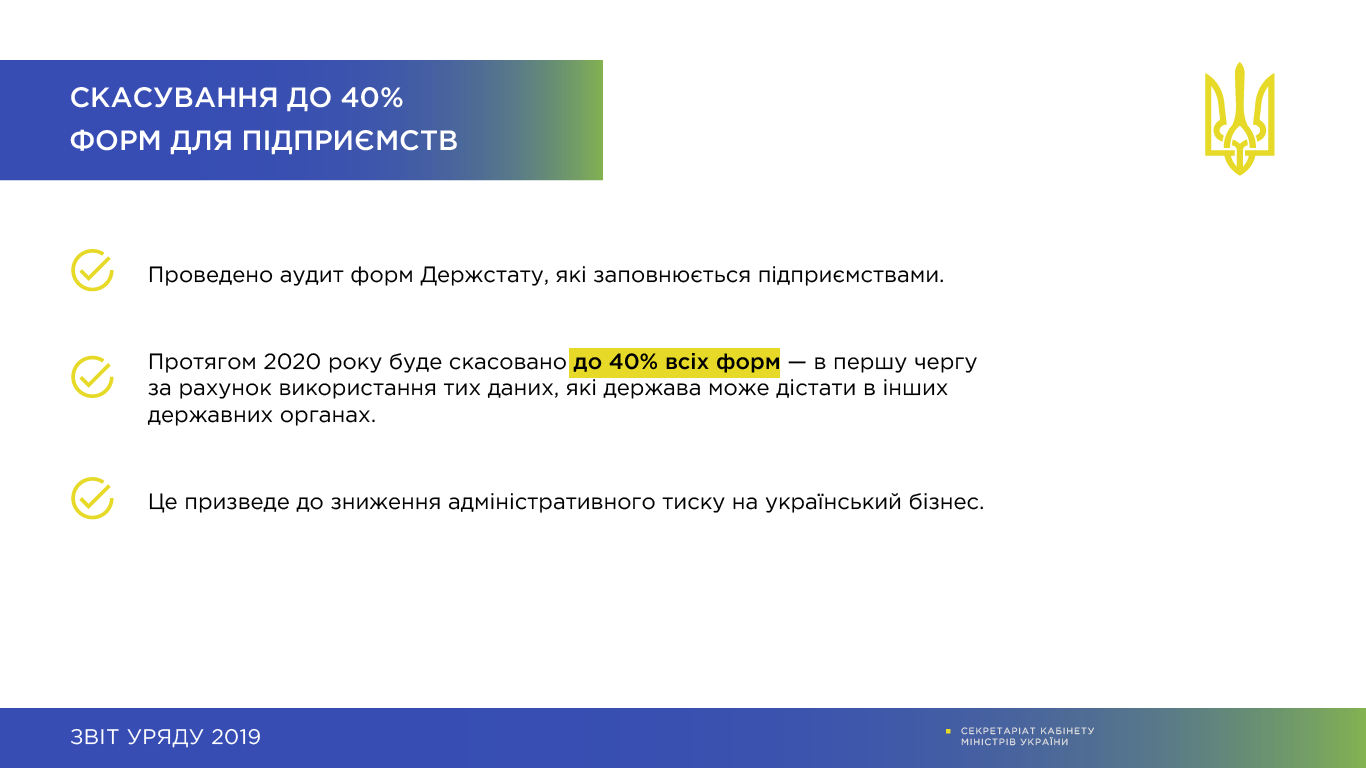 СКАСУВАННЯ ДО 40%
ФОРМ ДЛЯ ПІДПРИЄМСТВ
Проведено аудит форм Держстату, які заповнюється підприємствами.
Протягом 2020 року буде скасовано до 40% всіх форм — в першу чергу
за рахунок використання тих даних, які держава може дістати в інших
державних органах.
Це призведе до зниження адміністративного тиску на український бізнес.
ЗВІТ УРЯДУ 2019
СЕКРЕТАРІАТ КАБІНЕТУ
МІНІСТРІВ УКРАЇНИ